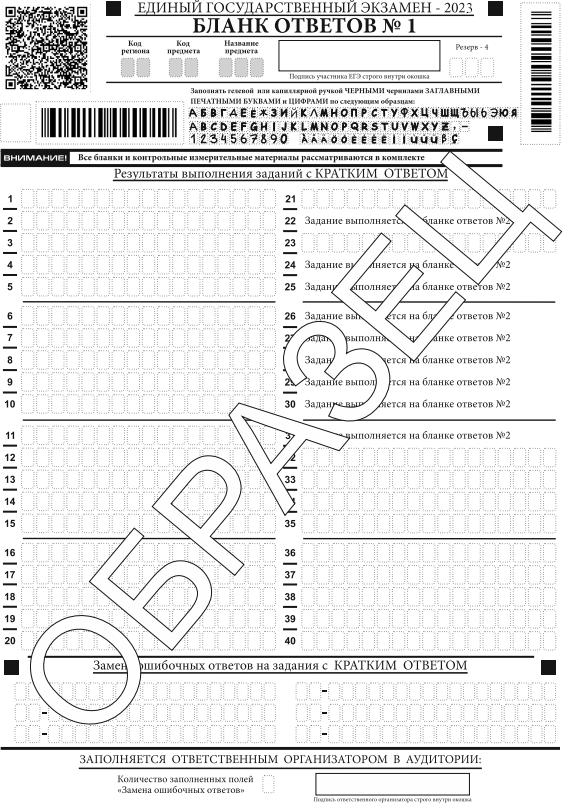 ЕДИНЫЙ ГОСУДАРСТВЕННЫЙ ЭКЗАМЕН - 2023
БЛАНК ОТВЕТОВ № 1
Код региона
Код предмета
Название предмета
Резерв - 4
Подпись участника ЕГЭ строго внутри окошка
Заполнять гелевой или капиллярной ручкой ЧЕРНЫМИ чернилами ЗАГЛАВНЫМИ
ПЕЧАТНЫМИ БУКВАМИ и ЦИФРАМИ по следующим образцам:
АБВГДЕЁЖЗИЙКЛМНОПРСТУФХЦЧШЩЪЫЬЭЮЯ
ABCDEFGHIJKLMNOPQRSTUVWXYZ,-
1234567890
ВНИМАНИЕ!
Все бланки и контрольные измерительные материалы рассматриваются в комплекте
Результаты выполнения заданий с КРАТКИМ ОТВЕТОМ
1
2
3
4
5
6
7
8
9
10
11
12
13
14
15
16
17
18
19
20
21
22 Задание выполняется на бланке ответов №2
23
24 Задание выполняется на бланке ответов №2
25 Задание выполняется на бланке ответов №2
26 Задание выполняется на бланке ответов №2
27 Задание выполняется на бланке ответов №2
28 Задание выполняется на бланке ответов №2
29 Задание выполняется на бланке ответов №2
30 Задание выполняется на бланке ответов №2
31 Задание выполняется на бланке ответов №2
32
33
34
35
36
37
38
39
40
ОБРАЗЕЦ
Замена ошибочных ответов на задания с КРАТКИМ ОТВЕТОМ
ЗАПОЛНЯЕТСЯ ОТВЕТСТВЕННЫМ ОРГАНИЗАТОРОМ В АУДИТОРИИ:
Количество заполненных полей
«Замена ошибочных ответов»
Подпись ответственного организатора строго внутри окошка